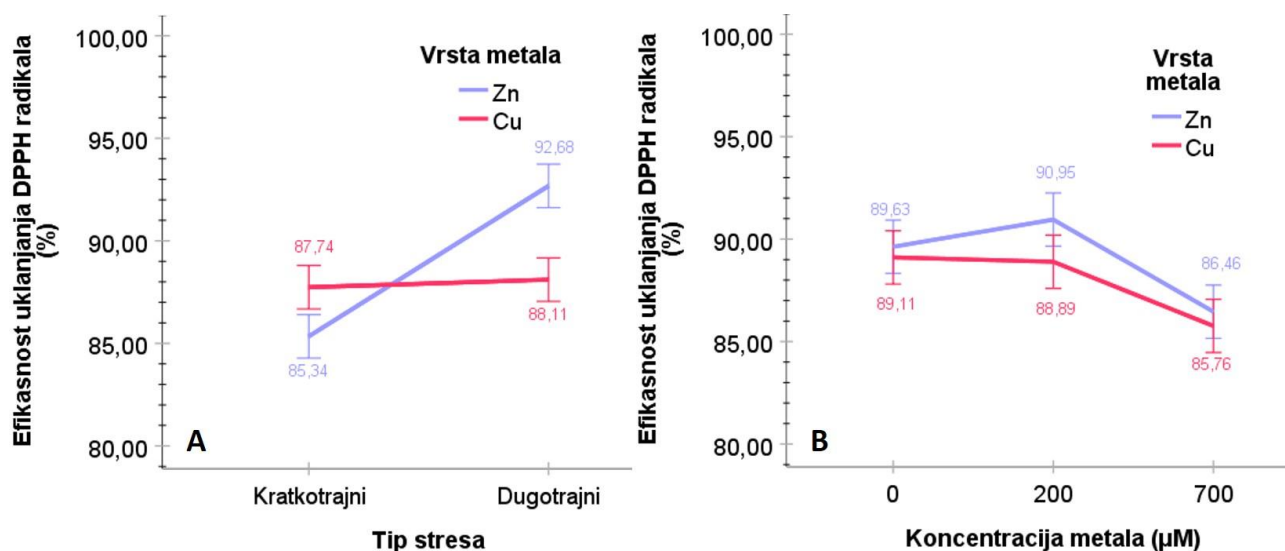 Efikasnost uklanjanja DPPH radikala
(%)
100,00
95,00
90,00
85,00
80,00
Vrsta metala
Zn
Cu
92,68
87,74
88,11
85,34
A
Kratkotrajni
Dugotrajni
Tip stresa
Efikasnost uklanjanja DPPH radikala
(%)
100,00
95,00
90,00
85,00
80,00
Vrsta
metala
Zn
Cu
90,95
89,63
86,46
89,11
88,89
85,76
B
0
200
700
Koncentracija metala (µM)